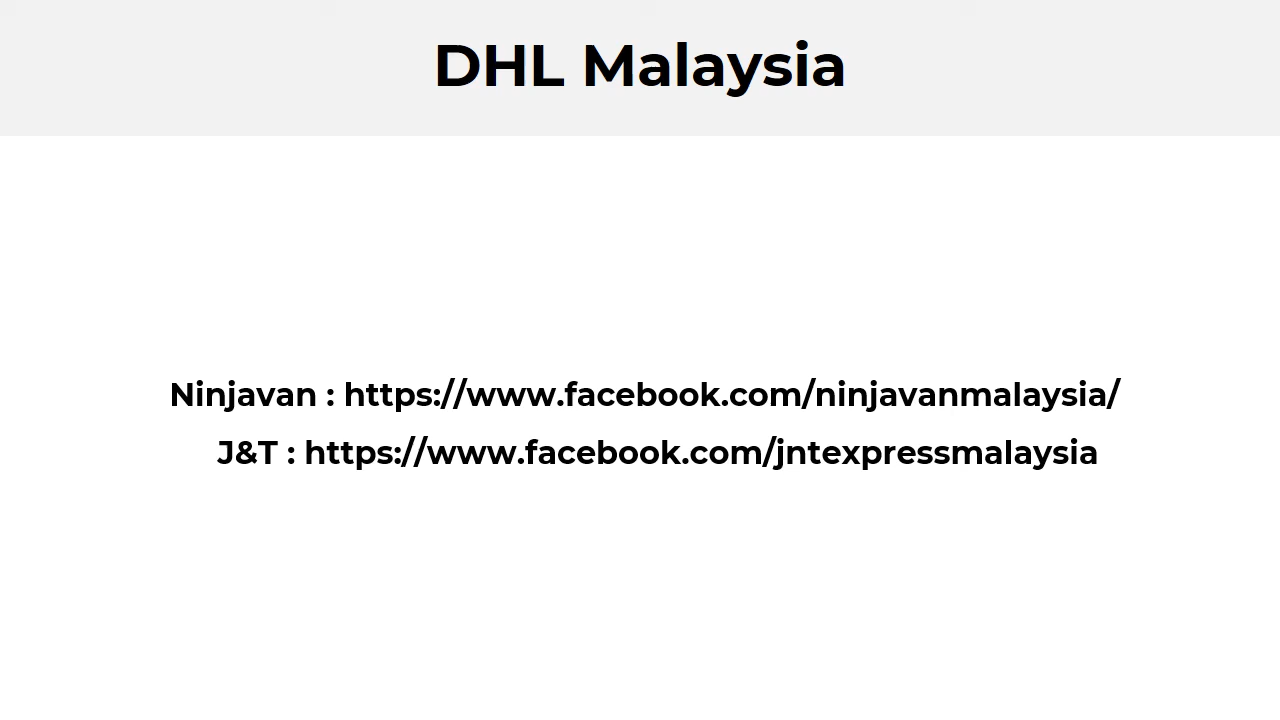 DHL Malaysia
Ninjavan : https://www.facebook.com/ninjavanmalaysia/
J&T : https://www.facebook.com/jntexpressmalaysia